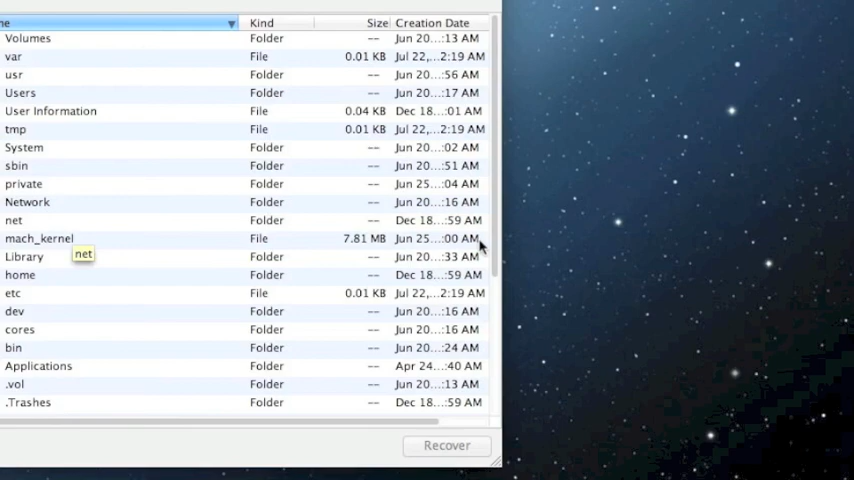 ne Kind Size Creation Date
Volumes Folder -- Jun 20...:13 AM
var File 0.01 KB Jul 22,...2:19 AM
usr Folder -- Jun 20...:56 AM
Users Folder -- Jun 20...:17 AM
User Information File 0.04 KB Dec 18...:01 AM
tmp File 0.01 KB Jul 22,...2:19 AM
System Folder -- Jun 20...:02 AM
sbin Folder -- Jun 20...:51 AM
private Folder -- Jun 25...:04 AM
Network Folder -- Jun 20...:16 AM
net Folder -- Dec 18...:59 AM
mach_kernel File 7.81 MB Jun 25...:00 AM
net
Library Folder -- Jun 20...:33 AM
home Folder -- Dec 18...:59 AM
etc File 0.01 KB Jul 22,...2:19 AM
dev Folder -- Jun 20...:16 AM
cores Folder -- Jun 20...:16 AM
bin Folder -- Jun 20...:24 AM
Applications Folder -- Apr 24...:40 AM
.vol Folder -- Jun 20...:13 AM
.Trashes Folder -- Dec 18...:59 AM
Recover